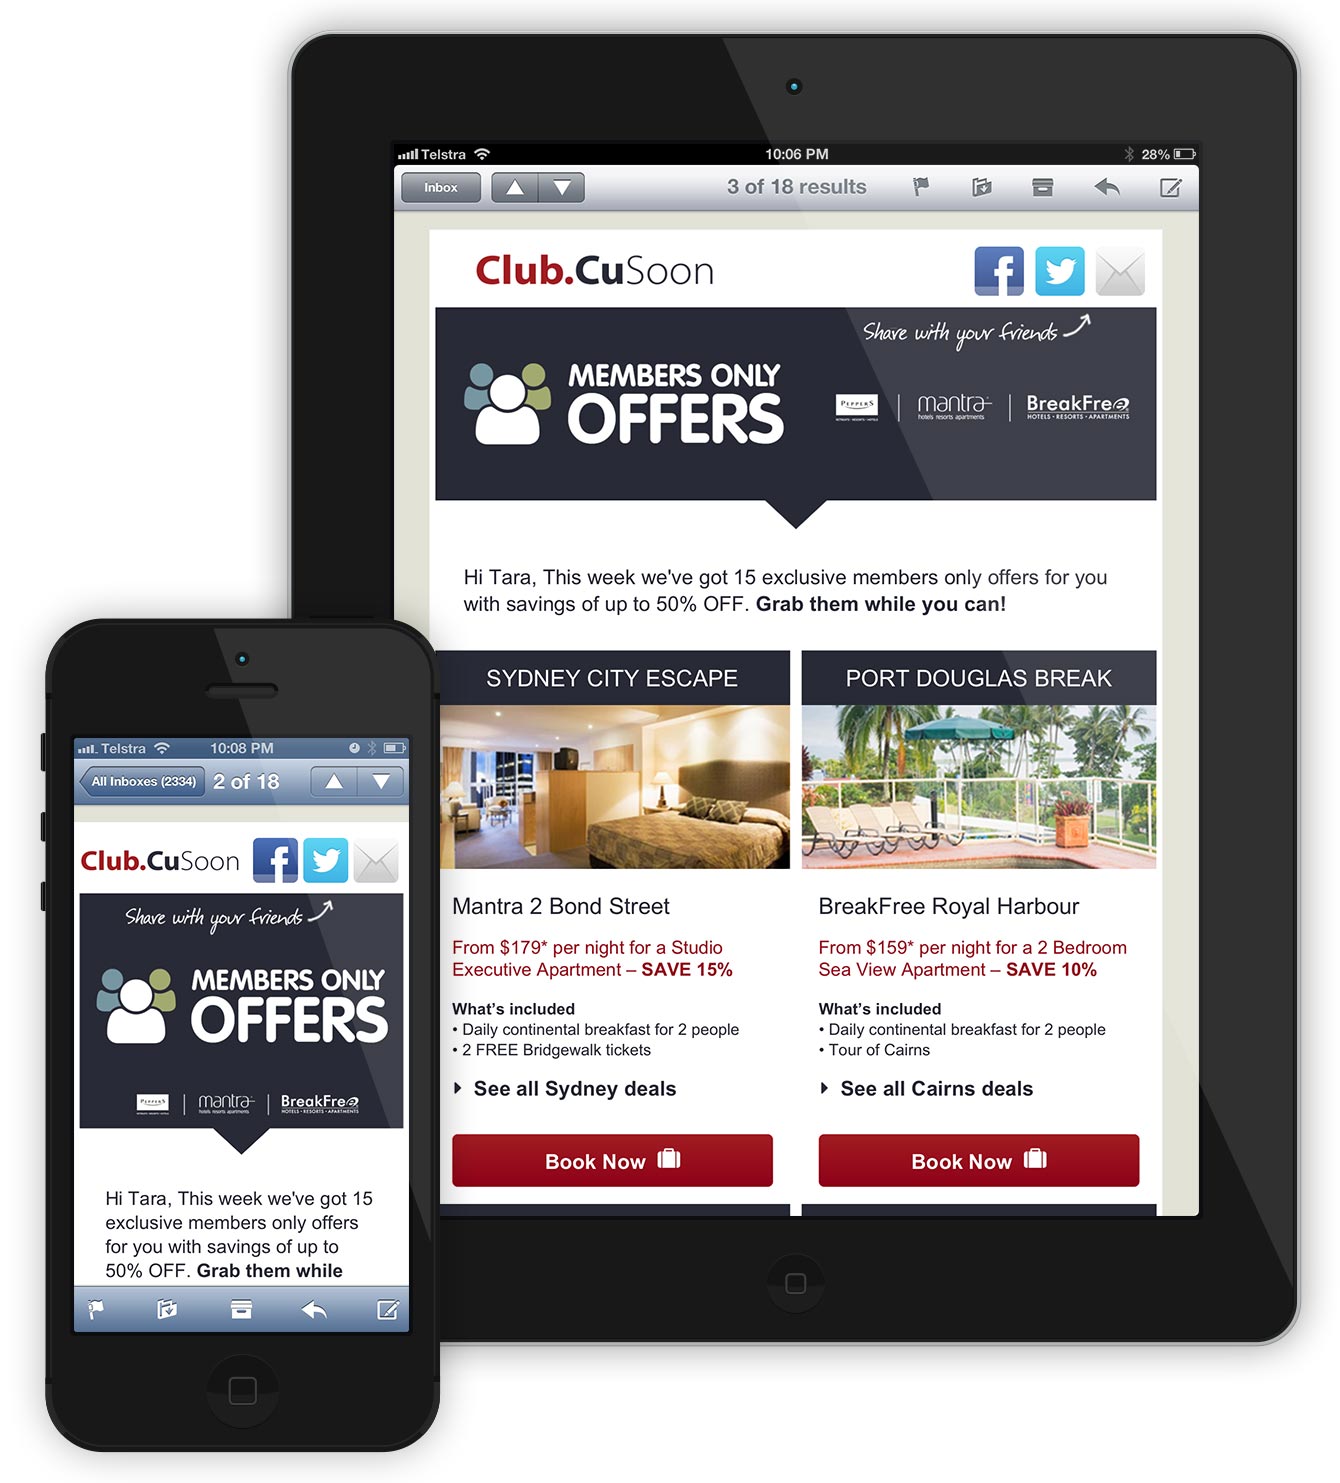 Telstra 10:06 PM 28%
Inbox 3 of 18 results
Club.CuSoon
f
Share with your friends
MEMBERS ONLY
OFFERS
PEPPERS mantra BreakFree
hotels resorts apartments HOTELS • RESORTS • APARTMENTS
Hi Tara, This week we've got 15 exclusive members only offers for you
with savings of up to 50% OFF. Grab them while you can!
SYDNEY CITY ESCAPE
Mantra 2 Bond Street
From $179* per night for a Studio
Executive Apartment – SAVE 15%
What's included
• Daily continental breakfast for 2 people
• 2 FREE Bridgewalk tickets
See all Sydney deals
Book Now
PORT DOUGLAS BREAK
BreakFree Royal Harbour
From $159* per night for a 2 Bedroom
Sea View Apartment – SAVE 10%
What's included
• Daily continental breakfast for 2 people
• Tour of Cairns
See all Cairns deals
Book Now
Telstra 10:08 PM
All Inboxes (2334) 2 of 18
Club.CuSoon
f
Share with your friends
MEMBERS ONLY
OFFERS
PEPPERS mantra BreakFree
hotels resorts apartments HOTELS • RESORTS • APARTMENTS
Hi Tara, This week we've got 15
exclusive members only offers
for you with savings of up to
50% OFF. Grab them while